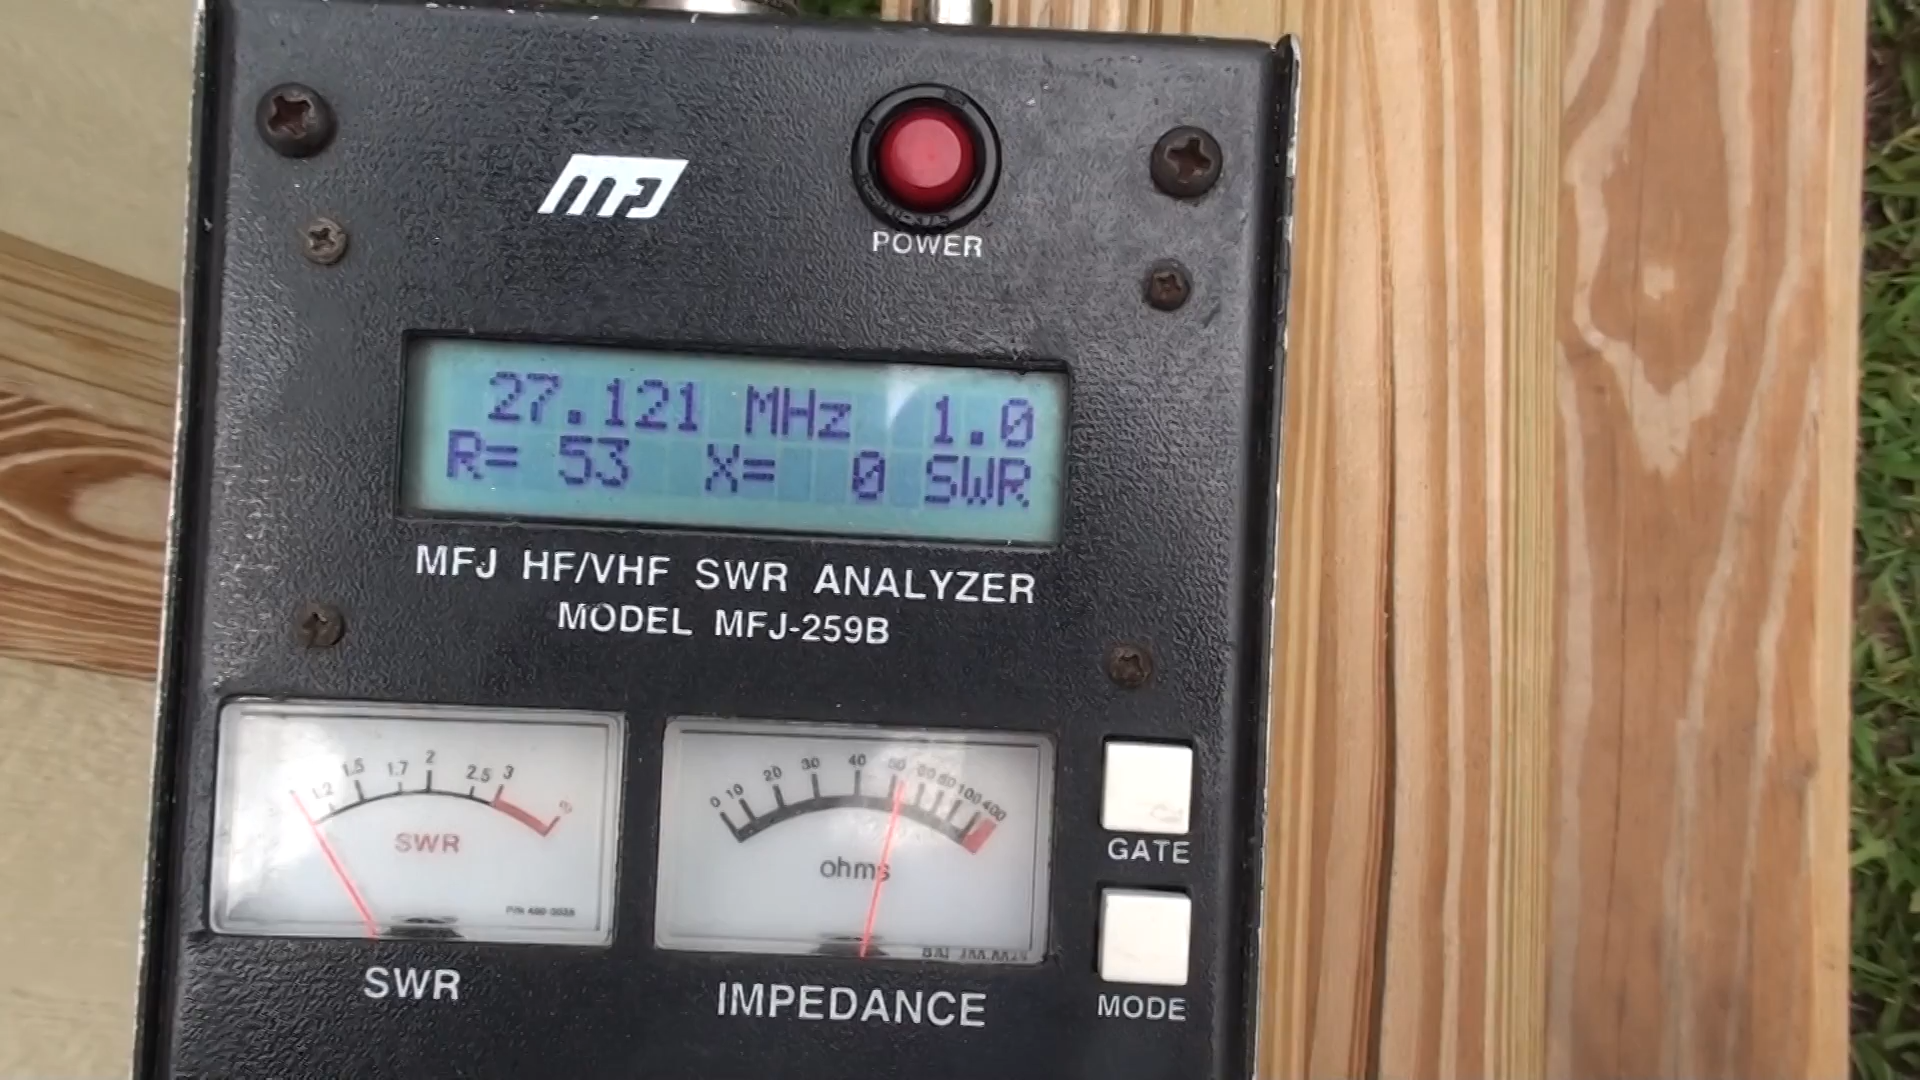 MFJ
POWER
27.121 MHz 1.0
R= 53 X= 0 SWR
MFJ HF/VHF SWR ANALYZER
MODEL MFJ-259B
1.2 1.5 1.7 2 2.5 3 ∞
SWR
0 10 20 30 40 50 60 80 100 400
ohms
GATE
SWR
IMPEDANCE
MODE